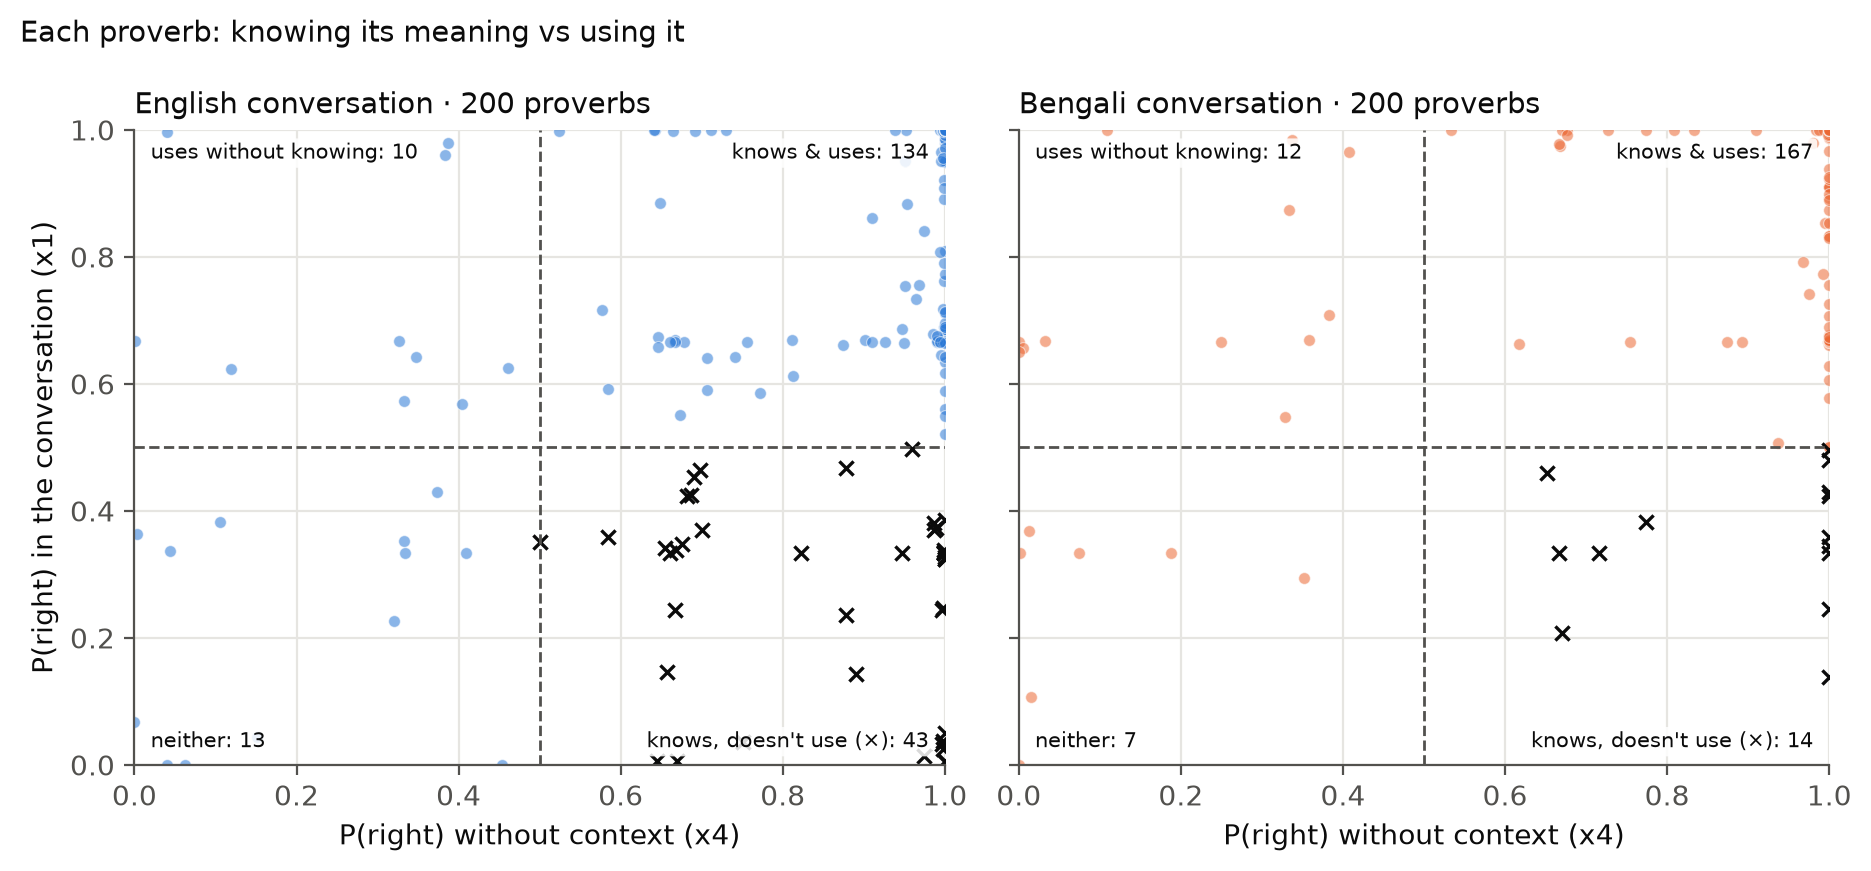 Each proverb: knowing its meaning vs using it
English conversation · 200 proverbs
Bengali conversation · 200 proverbs
P(right) in the conversation (x1)
1.0
0.8
0.6
0.4
0.2
0.0
uses without knowing: 10
knows & uses: 134
neither: 13
knows, doesn't use (×): 43
uses without knowing: 12
knows & uses: 167
neither: 7
knows, doesn't use (×): 14
0.0 0.2 0.4 0.6 0.8 1.0
0.0 0.2 0.4 0.6 0.8 1.0
P(right) without context (x4)
P(right) without context (x4)